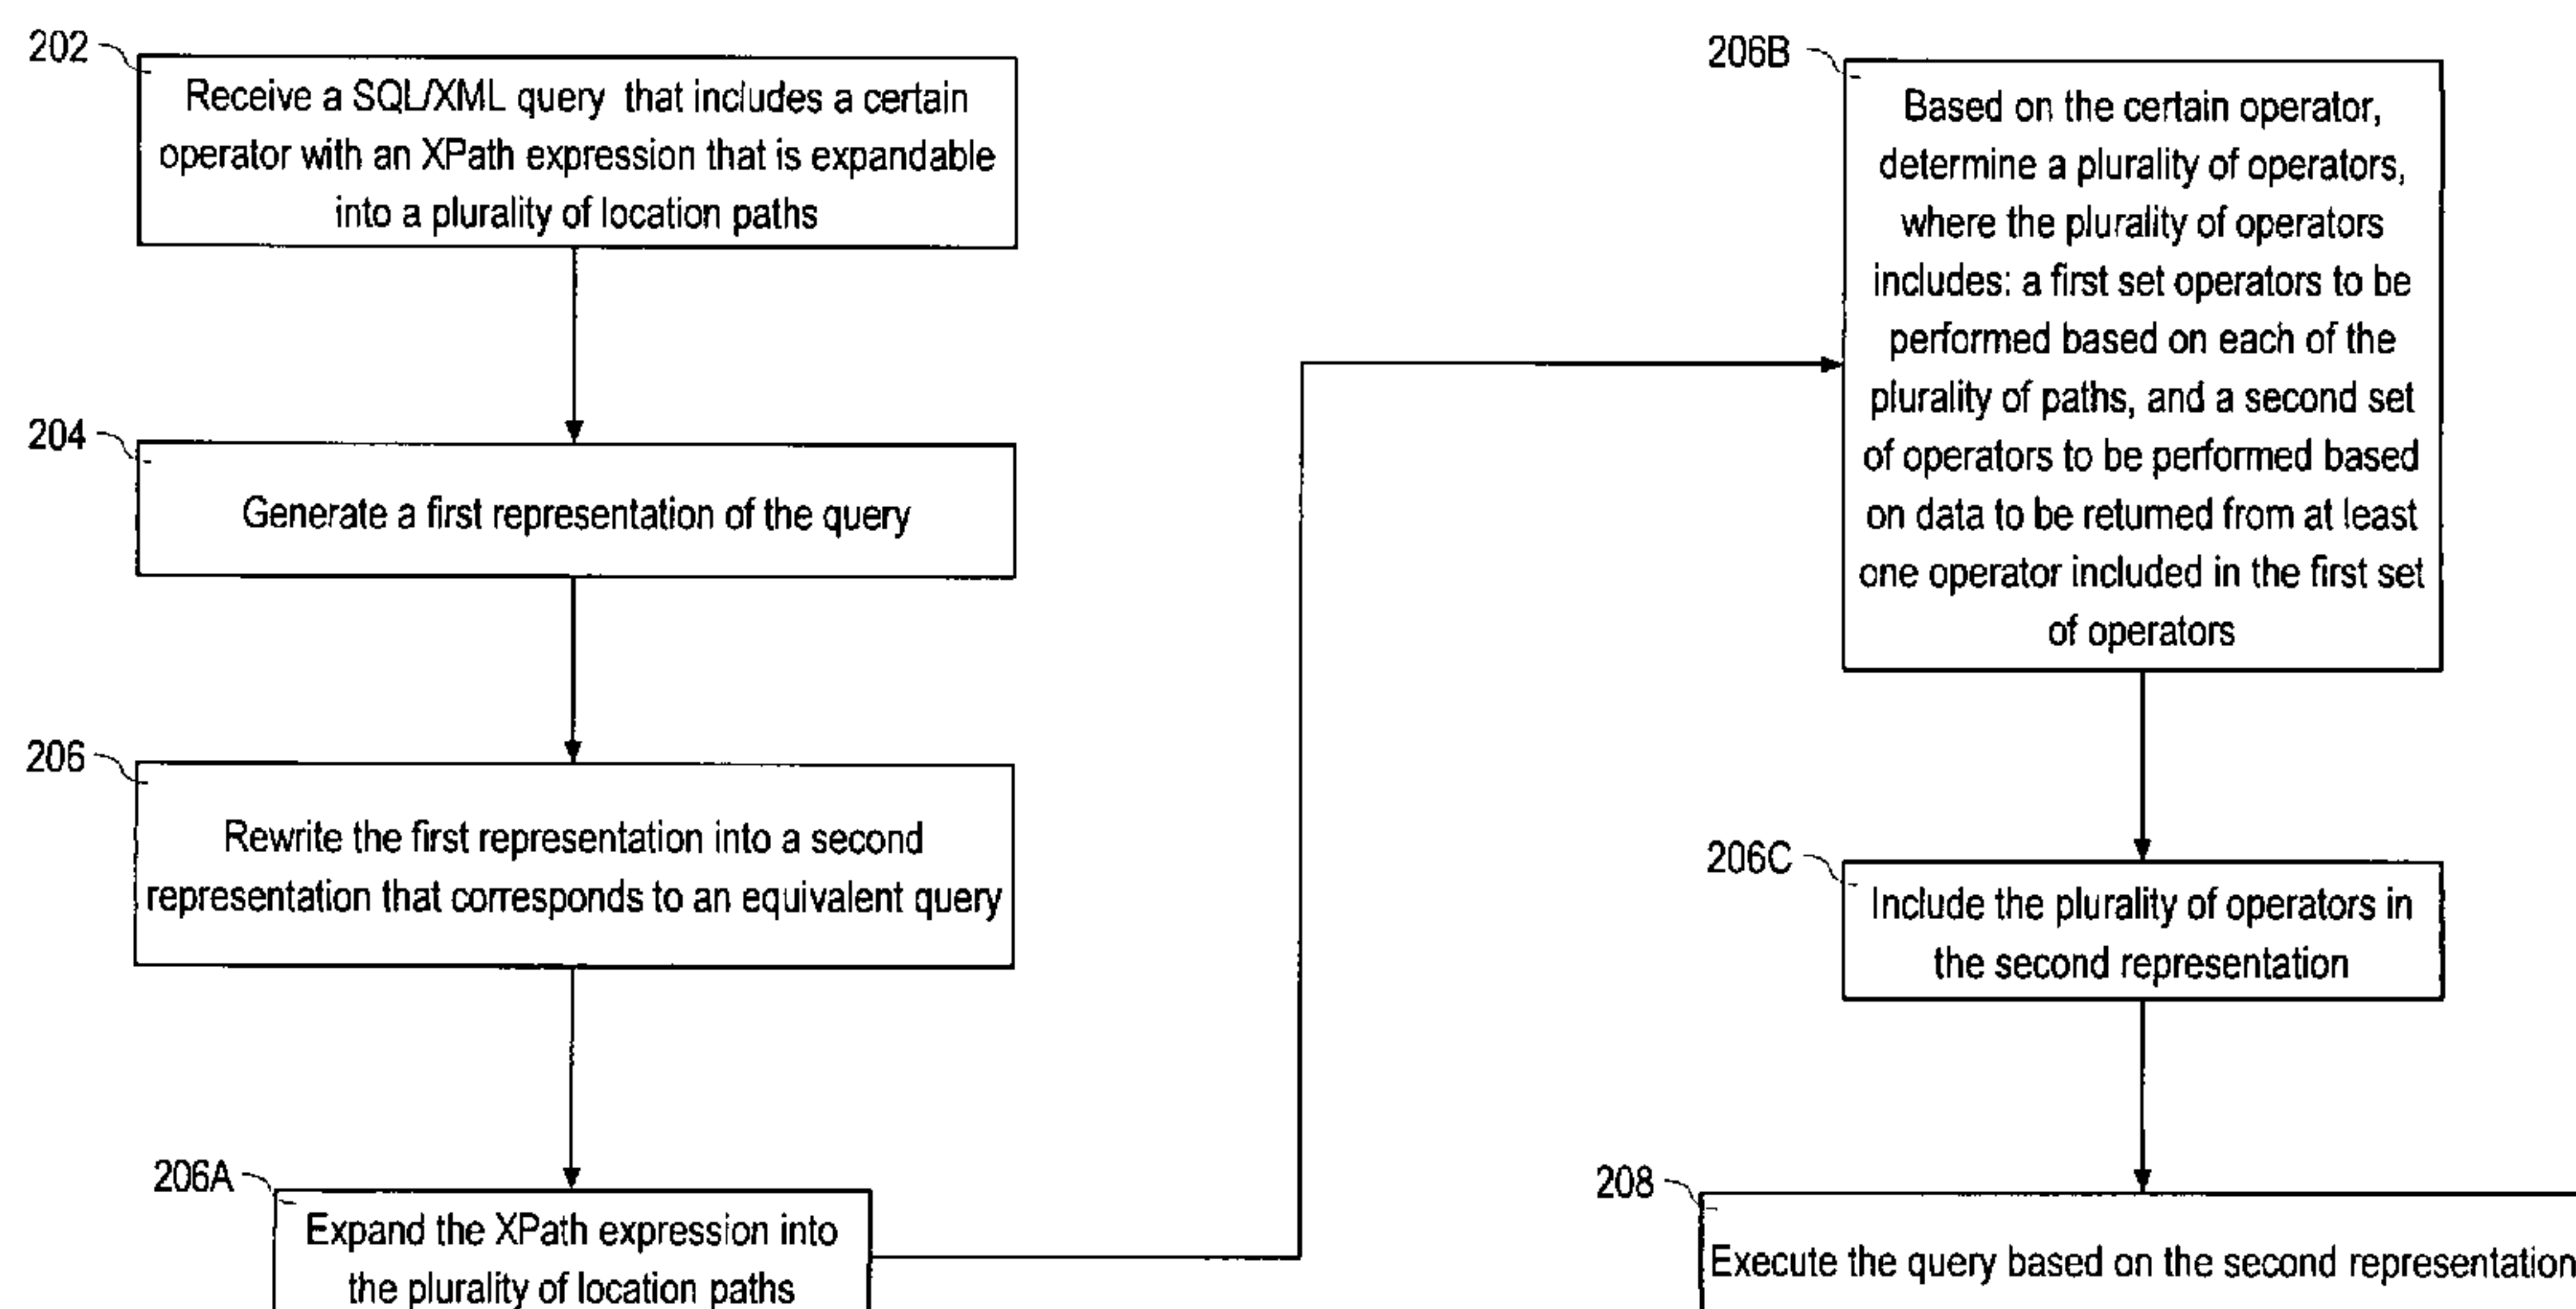 202
Receive a SQL/XML query that includes a certain
operator with an XPath expression that is expandable
into a plurality of location paths
204
Generate a first representation of the query
206
Rewrite the first representation into a second
representation that corresponds to an equivalent query
206A
Expand the XPath expression into
the plurality of location paths
206B
Based on the certain operator,
determine a plurality of operators,
where the plurality of operators
includes: a first set operators to be
performed based on each of the
plurality of paths, and a second set
of operators to be performed based
on data to be returned from at least
one operator included in the first set
of operators
206C
Include the plurality of operators in
the second representation
208
Execute the query based on the second representation